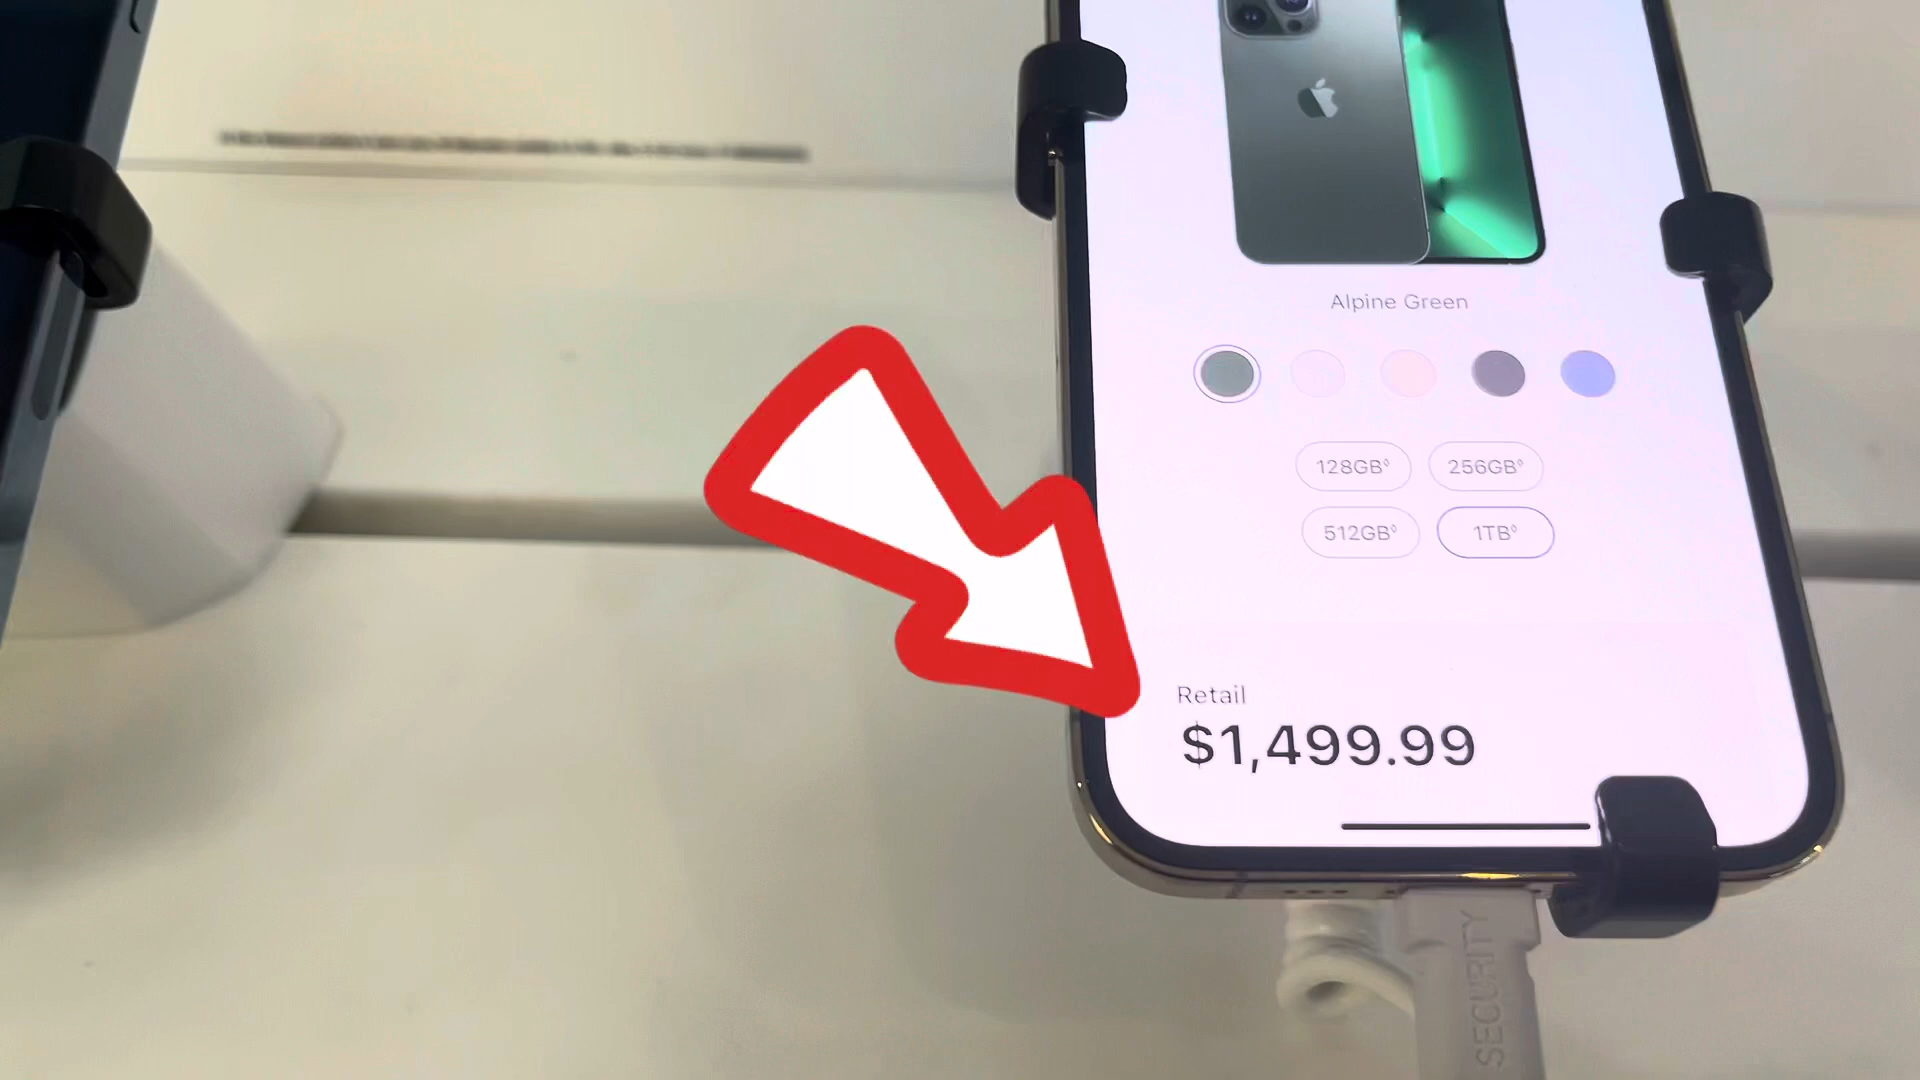 Alpine Green
128GB◊ 256GB◊
512GB◊ 1TB◊
Retail
$1,499.99
SECURITY